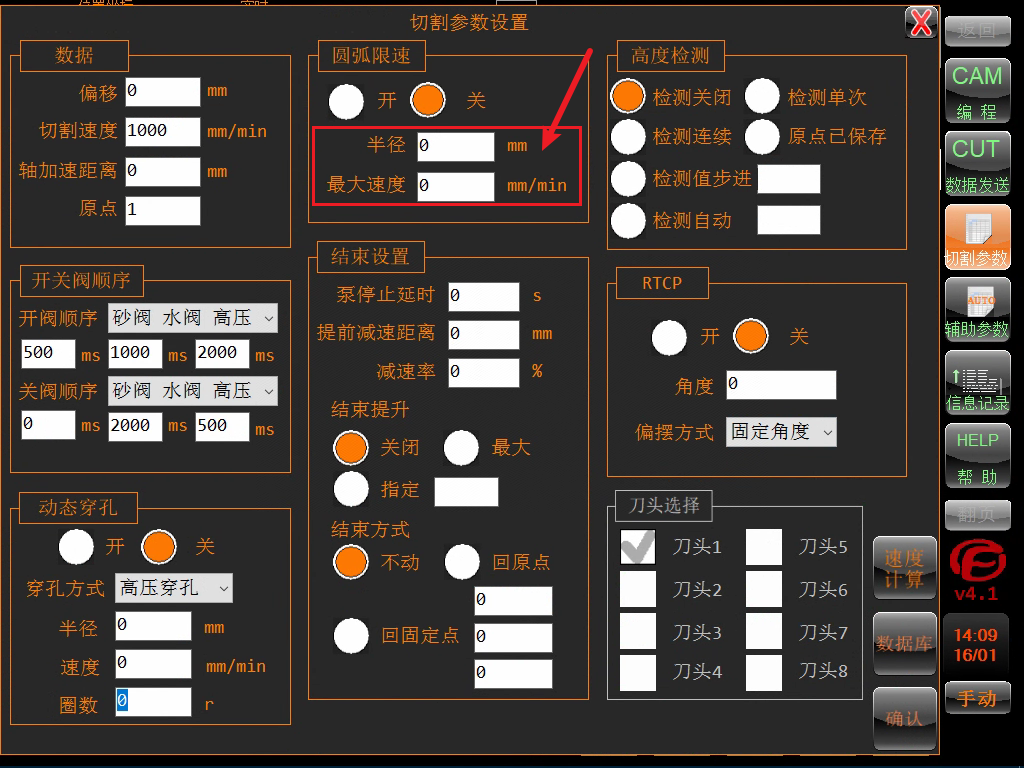 切割参数设置
数据
偏移 0 mm
切割速度 1000 mm/min
轴加速距离 0 mm
原点 1
开关阀顺序
开阀顺序 砂阀 水阀 高压
500 ms 1000 ms 2000 ms
关阀顺序 砂阀 水阀 高压
0 ms 2000 ms 500 ms
动态穿孔
开 关
穿孔方式 高压穿孔
半径 0 mm
速度 0 mm/min
圈数 0 r
圆弧限速
开 关
半径 0 mm
最大速度 0 mm/min
结束设置
泵停止延时 0 s
提前减速距离 0 mm
减速率 0 %
结束提升
关闭 最大
指定
结束方式
不动 回原点
0
回固定点 0
0
高度检测
检测关闭 检测单次
检测连续 原点已保存
检测值步进
检测自动
RTCP
开 关
角度 0
偏摆方式 固定角度
刀头选择
刀头1 刀头5
刀头2 刀头6
刀头3 刀头7
刀头4 刀头8
速度
计算
数据库
确认
返回
CAM
编程
CUT
数据发送
切割参数
AUTO
辅助参数
信息记录
HELP
帮助
翻页
v4.1
14:09
16/01
手动